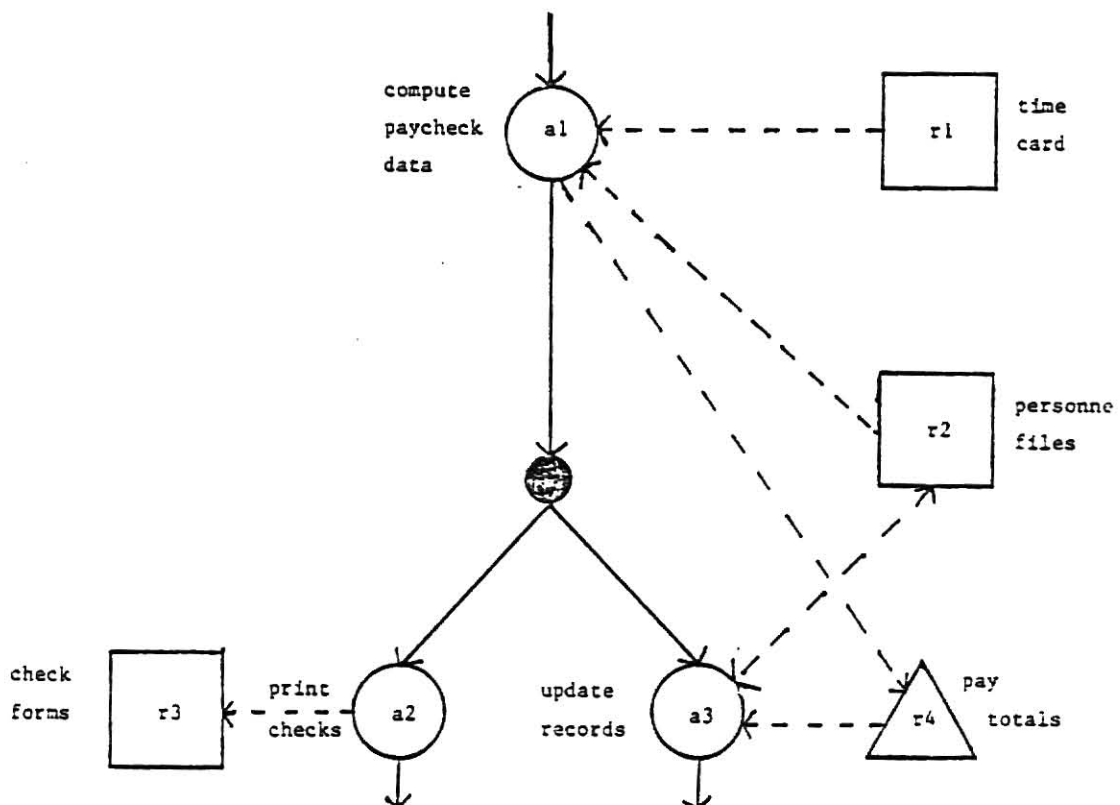 compute
paycheck
data
a1
r1
time
card
r2
personne
files
check
forms
r3
print
checks
a2
update
records
a3
r4
pay
totals